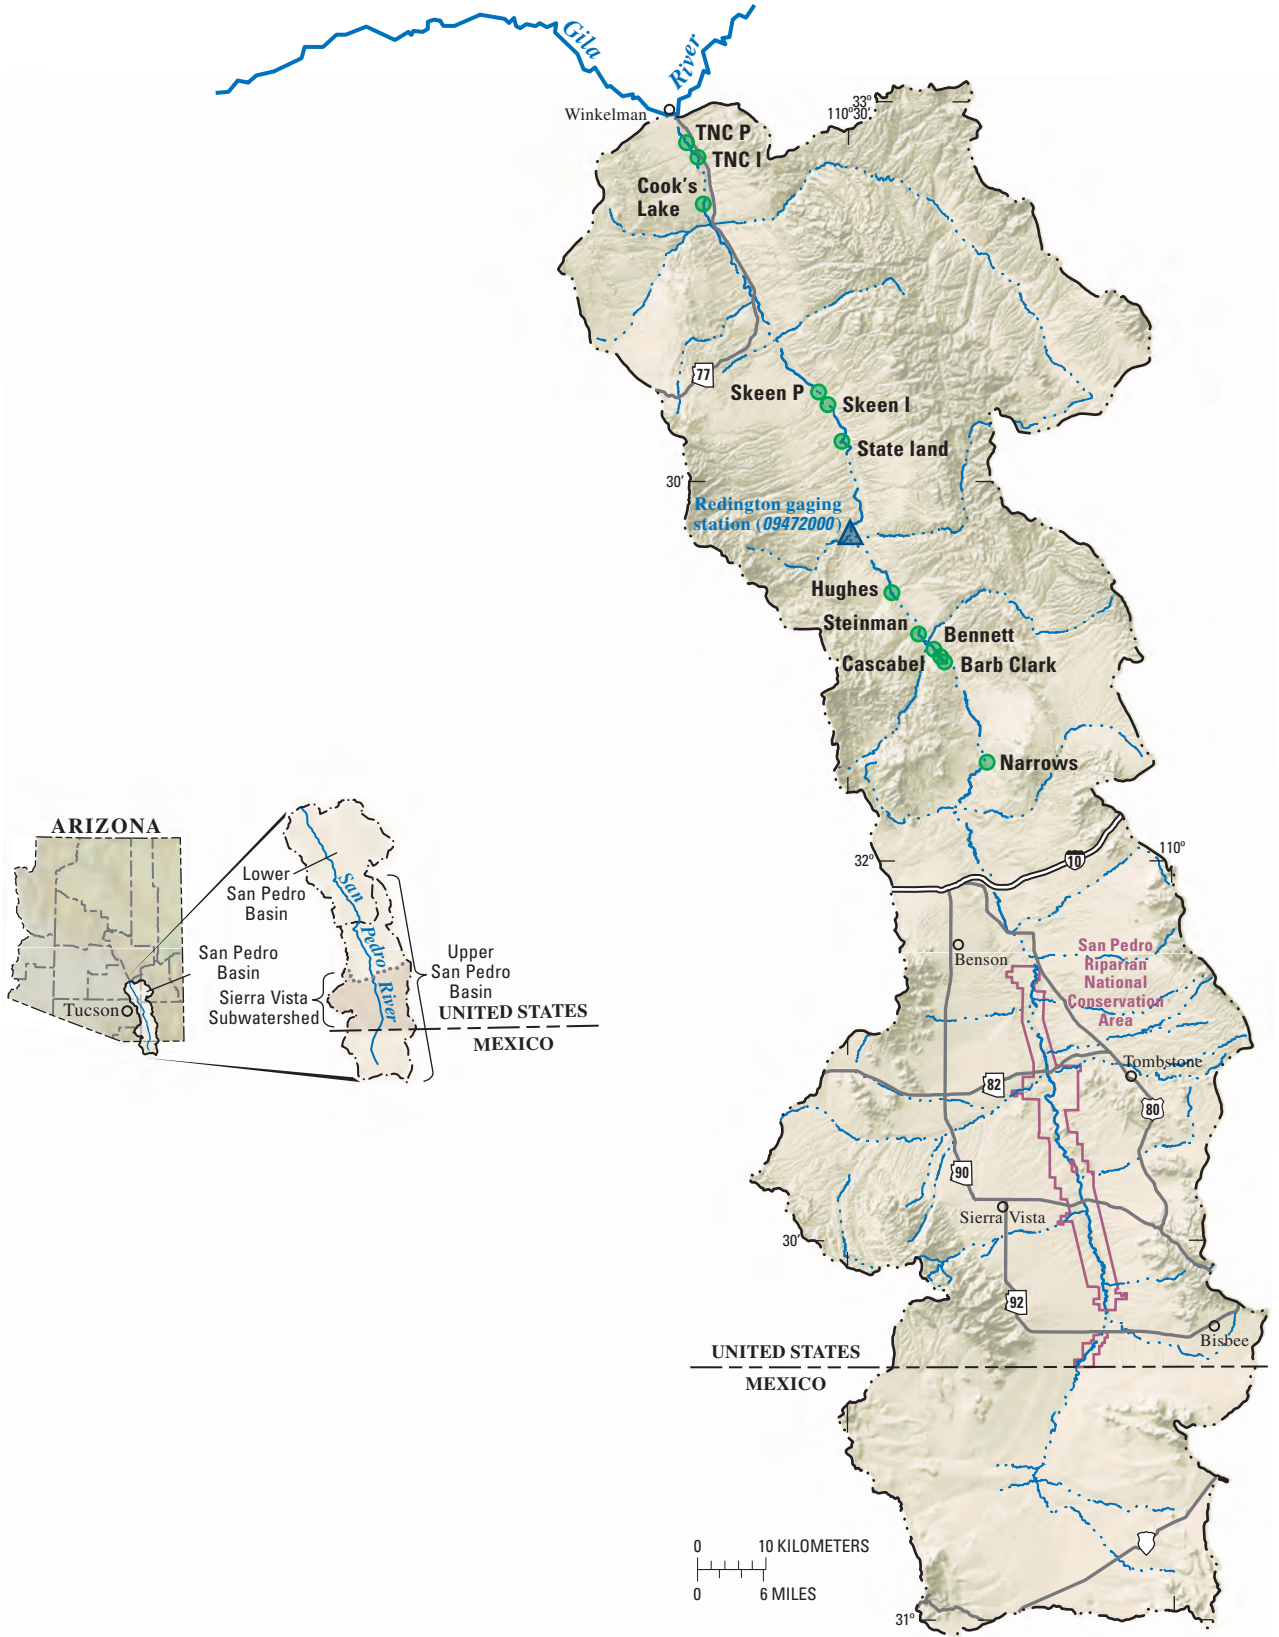 Gila
River
Winkelman
33°
110°30'
TNC P
TNC I
Cook's
Lake
77
Skeen P
Skeen I
State land
30'
Redington gaging
station (09472000)
Hughes
Steinman
Bennett
Cascabel
Barb Clark
Narrows
32°
10
110°
Benson
San Pedro
Riparian
National
Conservation
Area
Tombstone
82
80
90
Sierra Vista
30'
92
Bisbee
UNITED STATES
MEXICO
0 10 KILOMETERS
0 6 MILES
31°
ARIZONA
Tucson
San Pedro
Basin
Lower
San Pedro
Basin
San
Pedro
River
Sierra Vista
Subwatershed
Upper
San Pedro
Basin
UNITED STATES
MEXICO